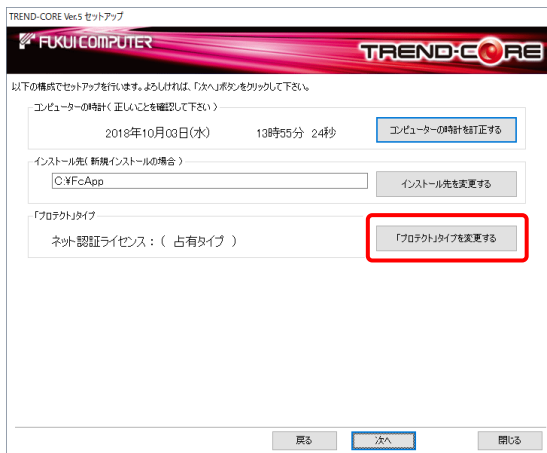 TREND-CORE Ver.5 セットアップ
FUKUI COMPUTER
TREND-CORE
以下の構成でセットアップを行います。よろしければ、「次へ」ボタンをクリックして下さい。
コンピューターの時計( 正しいことを確認して下さい )
2018年10月03日(水) 13時55分 24秒
コンピューターの時計を訂正する
インストール先( 新規インストールの場合 )
C:¥FcApp
インストール先を変更する
「プロテクト」タイプ
ネット認証ライセンス：( 占有タイプ )
「プロテクト」タイプを変更する
戻る 次へ 閉じる